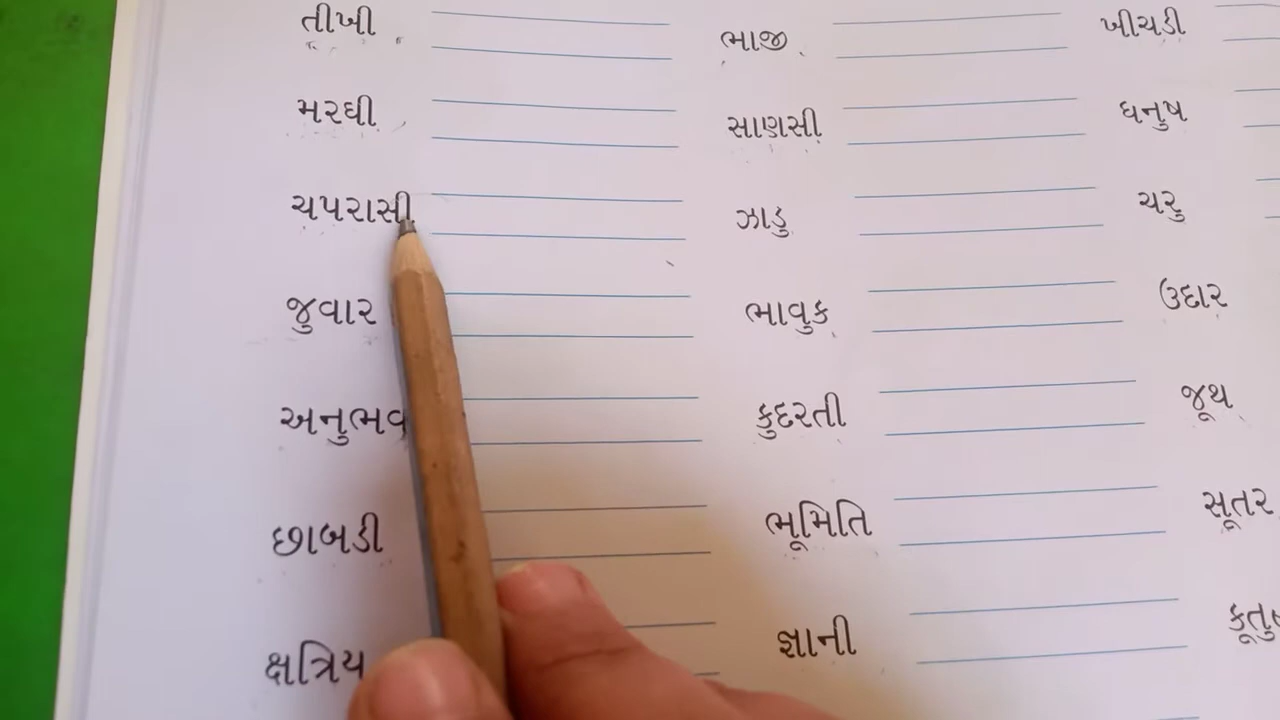 તીખી ભાજી ખીચડી
મરઘી સાણસી ધનુષ
ચપરાસી ઝાડુ ચરુ
જુવાર ભાવુક ઉદાર
અનુભવ કુદરતી જૂથ
છાબડી ભૂમિતિ સૂતર
ક્ષત્રિય જ્ઞાની